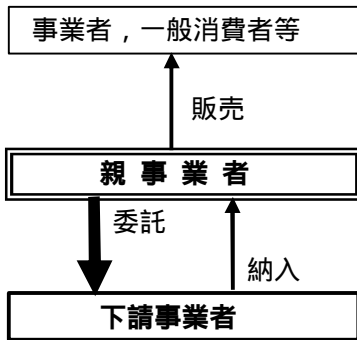 事業者，一般消費者等
販売
親 事 業 者
委託
納入
下請事業者